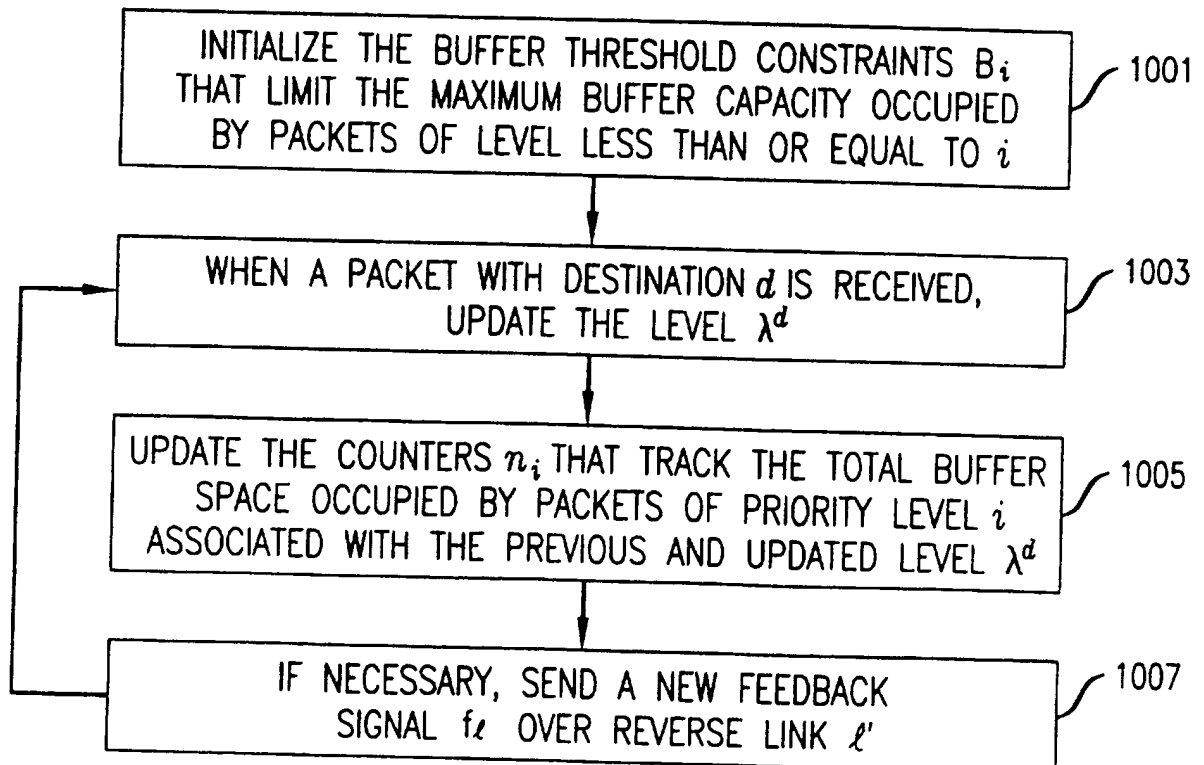 INITIALIZE THE BUFFER THRESHOLD CONSTRAINTS Bi
THAT LIMIT THE MAXIMUM BUFFER CAPACITY OCCUPIED
BY PACKETS OF LEVEL LESS THAN OR EQUAL TO i
1001
WHEN A PACKET WITH DESTINATION d IS RECEIVED,
UPDATE THE LEVEL λ^d
1003
UPDATE THE COUNTERS ni THAT TRACK THE TOTAL BUFFER
SPACE OCCUPIED BY PACKETS OF PRIORITY LEVEL i
ASSOCIATED WITH THE PREVIOUS AND UPDATED LEVEL λ^d
1005
IF NECESSARY, SEND A NEW FEEDBACK
SIGNAL fℓ OVER REVERSE LINK ℓ'
1007